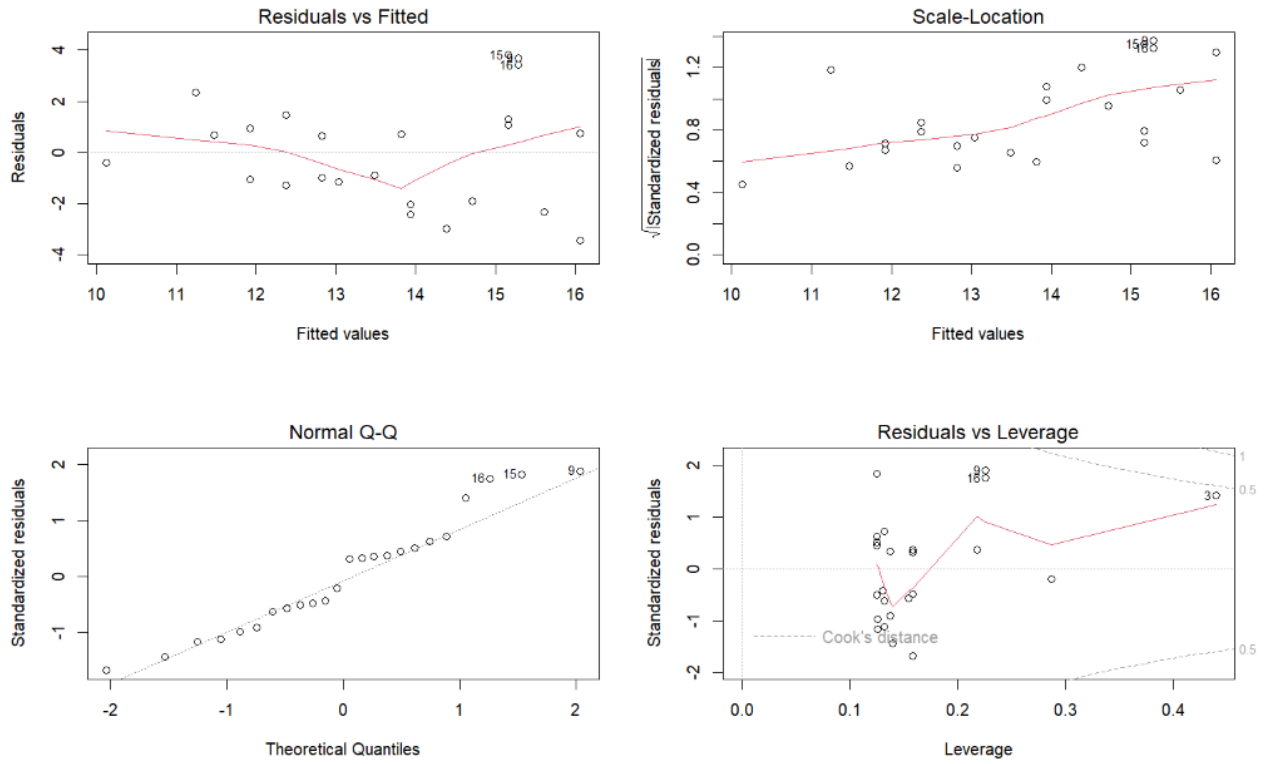 Residuals vs Fitted
Residuals
4
2
0
-2
-4
15
9
16
10 11 12 13 14 15 16
Fitted values
Scale-Location
√|Standardized residuals|
1.2
0.8
0.4
0.0
15
9
16
10 11 12 13 14 15 16
Fitted values
Normal Q-Q
Standardized residuals
2
1
0
-1
16
15
9
-2 -1 0 1 2
Theoretical Quantiles
Residuals vs Leverage
Standardized residuals
2
1
0
-1
-2
9
16
3
1
0.5
Cook's distance
0.5
0.0 0.1 0.2 0.3 0.4
Leverage